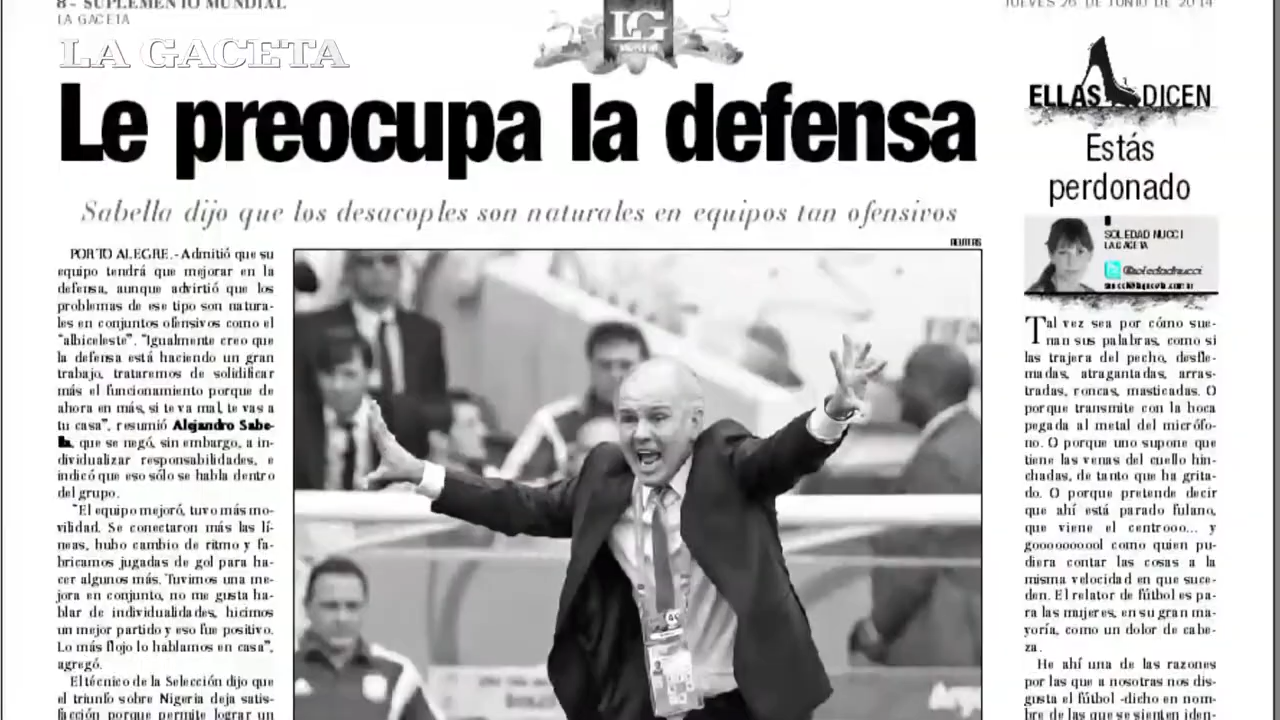 8 - SUPLEMENTO MUNDIAL
LA GACETA
LG
JUEVES 26 DE JUNIO DE 2014
LA GACETA
Le preocupa la defensa
Sabella dijo que los desacoples son naturales en equipos tan ofensivos
REUTERS
PORTO ALEGRE.- Admitió que su
equipo tendrá que mejorar en la
defensa, aunque advirtió que los
problemas de ese tipo son natura-
les en conjuntos ofensivos como el
"albiceleste". "Igualmente creo que
la defensa está haciendo un gran
trabajo, trataremos de solidificar
más el funcionamiento porque de
ahora en más, si te va mal, te vas a
tu casa", resumió Alejandro Sabe-
lla, que se negó, sin embargo, a in-
dividualizar responsabilidades, e
indicó que eso sólo se habla dentro
del grupo.
"El equipo mejoró, tuvo más mo-
vilidad. Se conectaron más las lí-
neas, hubo cambio de ritmo y fa-
bricamos jugadas de gol para ha-
cer algunos más. Tuvimos una me-
jora en conjunto, no me gusta ha-
blar de individualidades, hicimos
un mejor partido y eso fue positivo.
Lo más flojo lo hablamos en casa",
agregó.
El técnico de la Selección dijo que
el triunfo sobre Nigeria deja satis-
facción porque permite lograr un
ELLAS DICEN
Estás
perdonado
SOLEDAD NUCCI
LA GACETA
@soledadnucci
Tal vez sea por cómo sue-
nan sus palabras, como si
las trajera del pecho, desfle-
madas, atragantadas, arras-
tradas, roncas, masticadas. O
porque transmite con la boca
pegada al metal del micrófo-
no. O porque uno supone que
tiene las venas del cuello hin-
chadas, de tanto que ha grita-
do. O porque pretende decir
que ahí está parado fulano,
que viene el centrooo... y
gooooooool como quien pu-
diera contar las cosas a la
misma velocidad en que suce-
den. El relator de fútbol es pa-
ra las mujeres, en su gran ma-
yoría, como un dolor de cabe-
za.
He ahí una de las razones
por las que a nosotras nos dis-
gusta el fútbol -dicho en nom-
bre de las que se sienten iden-